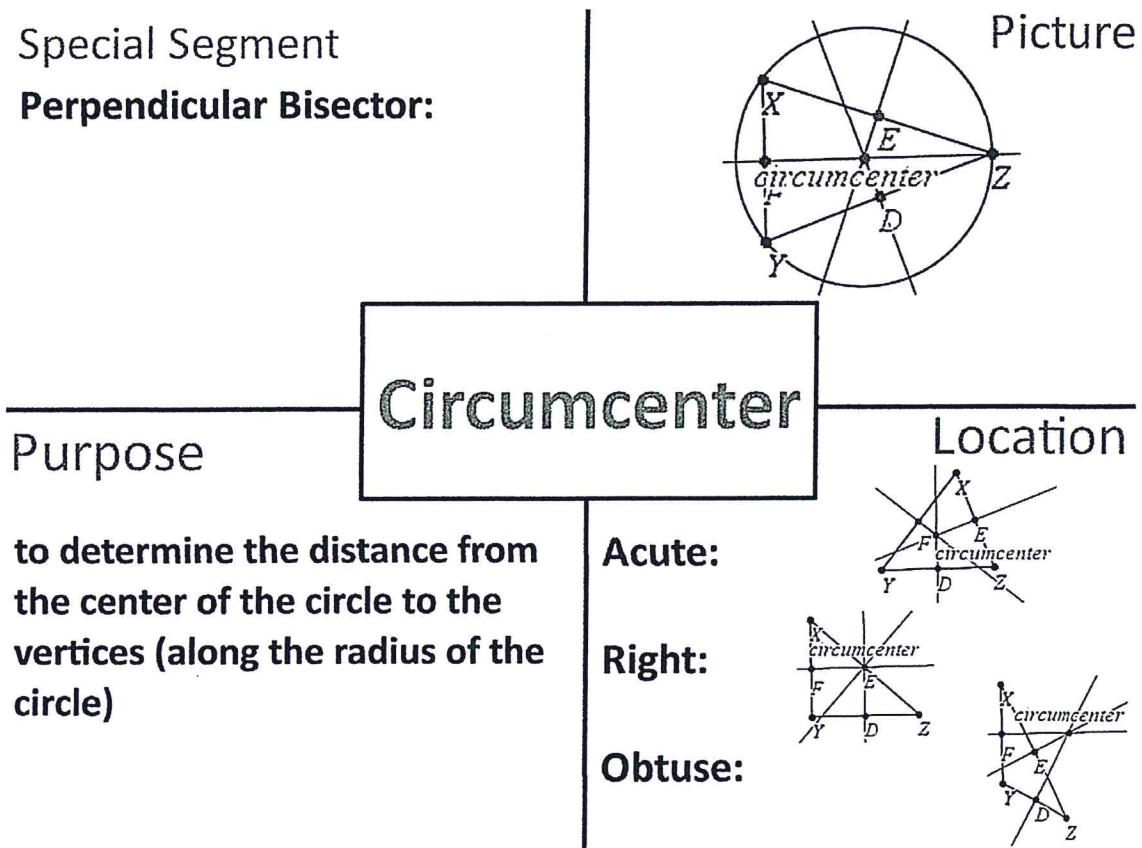 Special Segment
Perpendicular Bisector:
Picture
X
E
circumcenter
Z
F
D
Y
Circumcenter
Purpose
to determine the distance from
the center of the circle to the
vertices (along the radius of the
circle)
Location
Acute:
X
F
E
circumcenter
Y
D
Z
Right:
X
circumcenter
F
E
Y
D
Z
Obtuse:
X
circumcenter
F
E
Y
D
Z